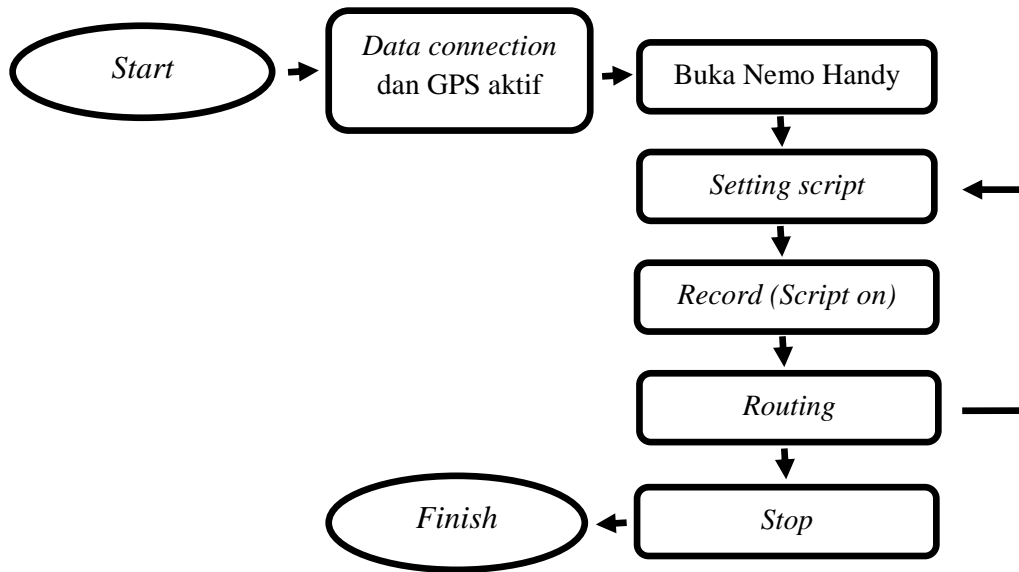 Start
Data connection
dan GPS aktif
Buka Nemo Handy
Setting script
Record (Script on)
Routing
Stop
Finish